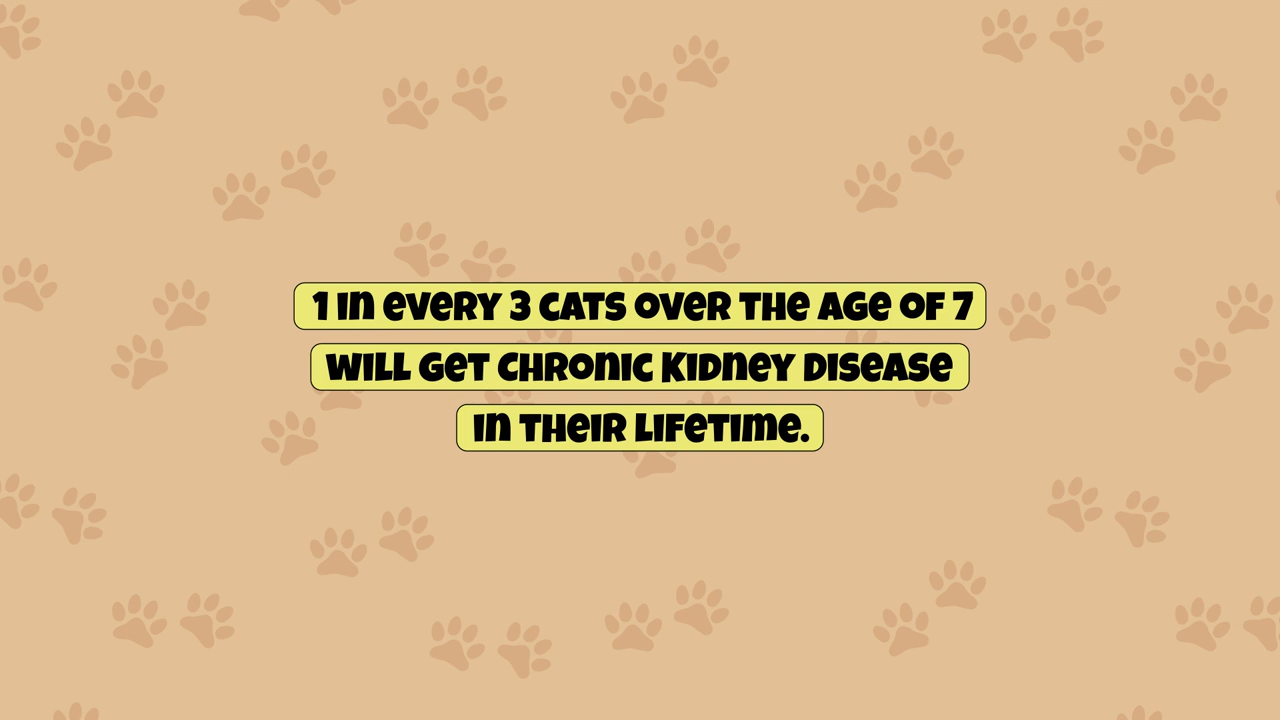 1 in every 3 cats over the age of 7
will get chronic kidney disease
in their lifetime.